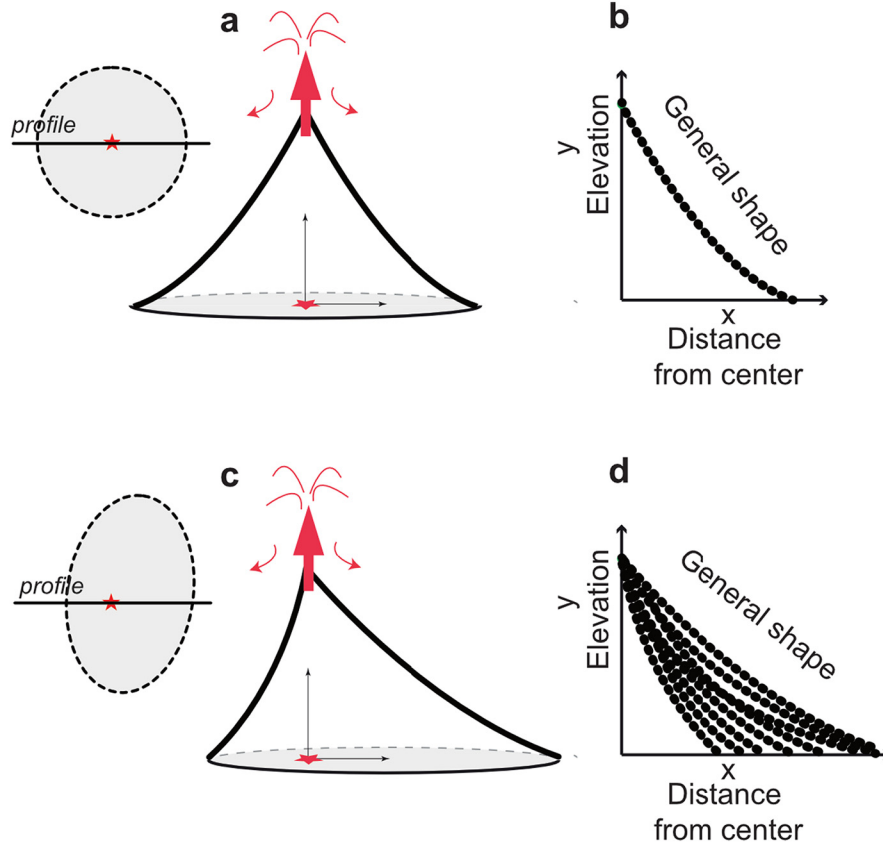 a
profile
b
y
Elevation
General shape
x
Distance
from center
c
profile
d
y
Elevation
General shape
x
Distance
from center